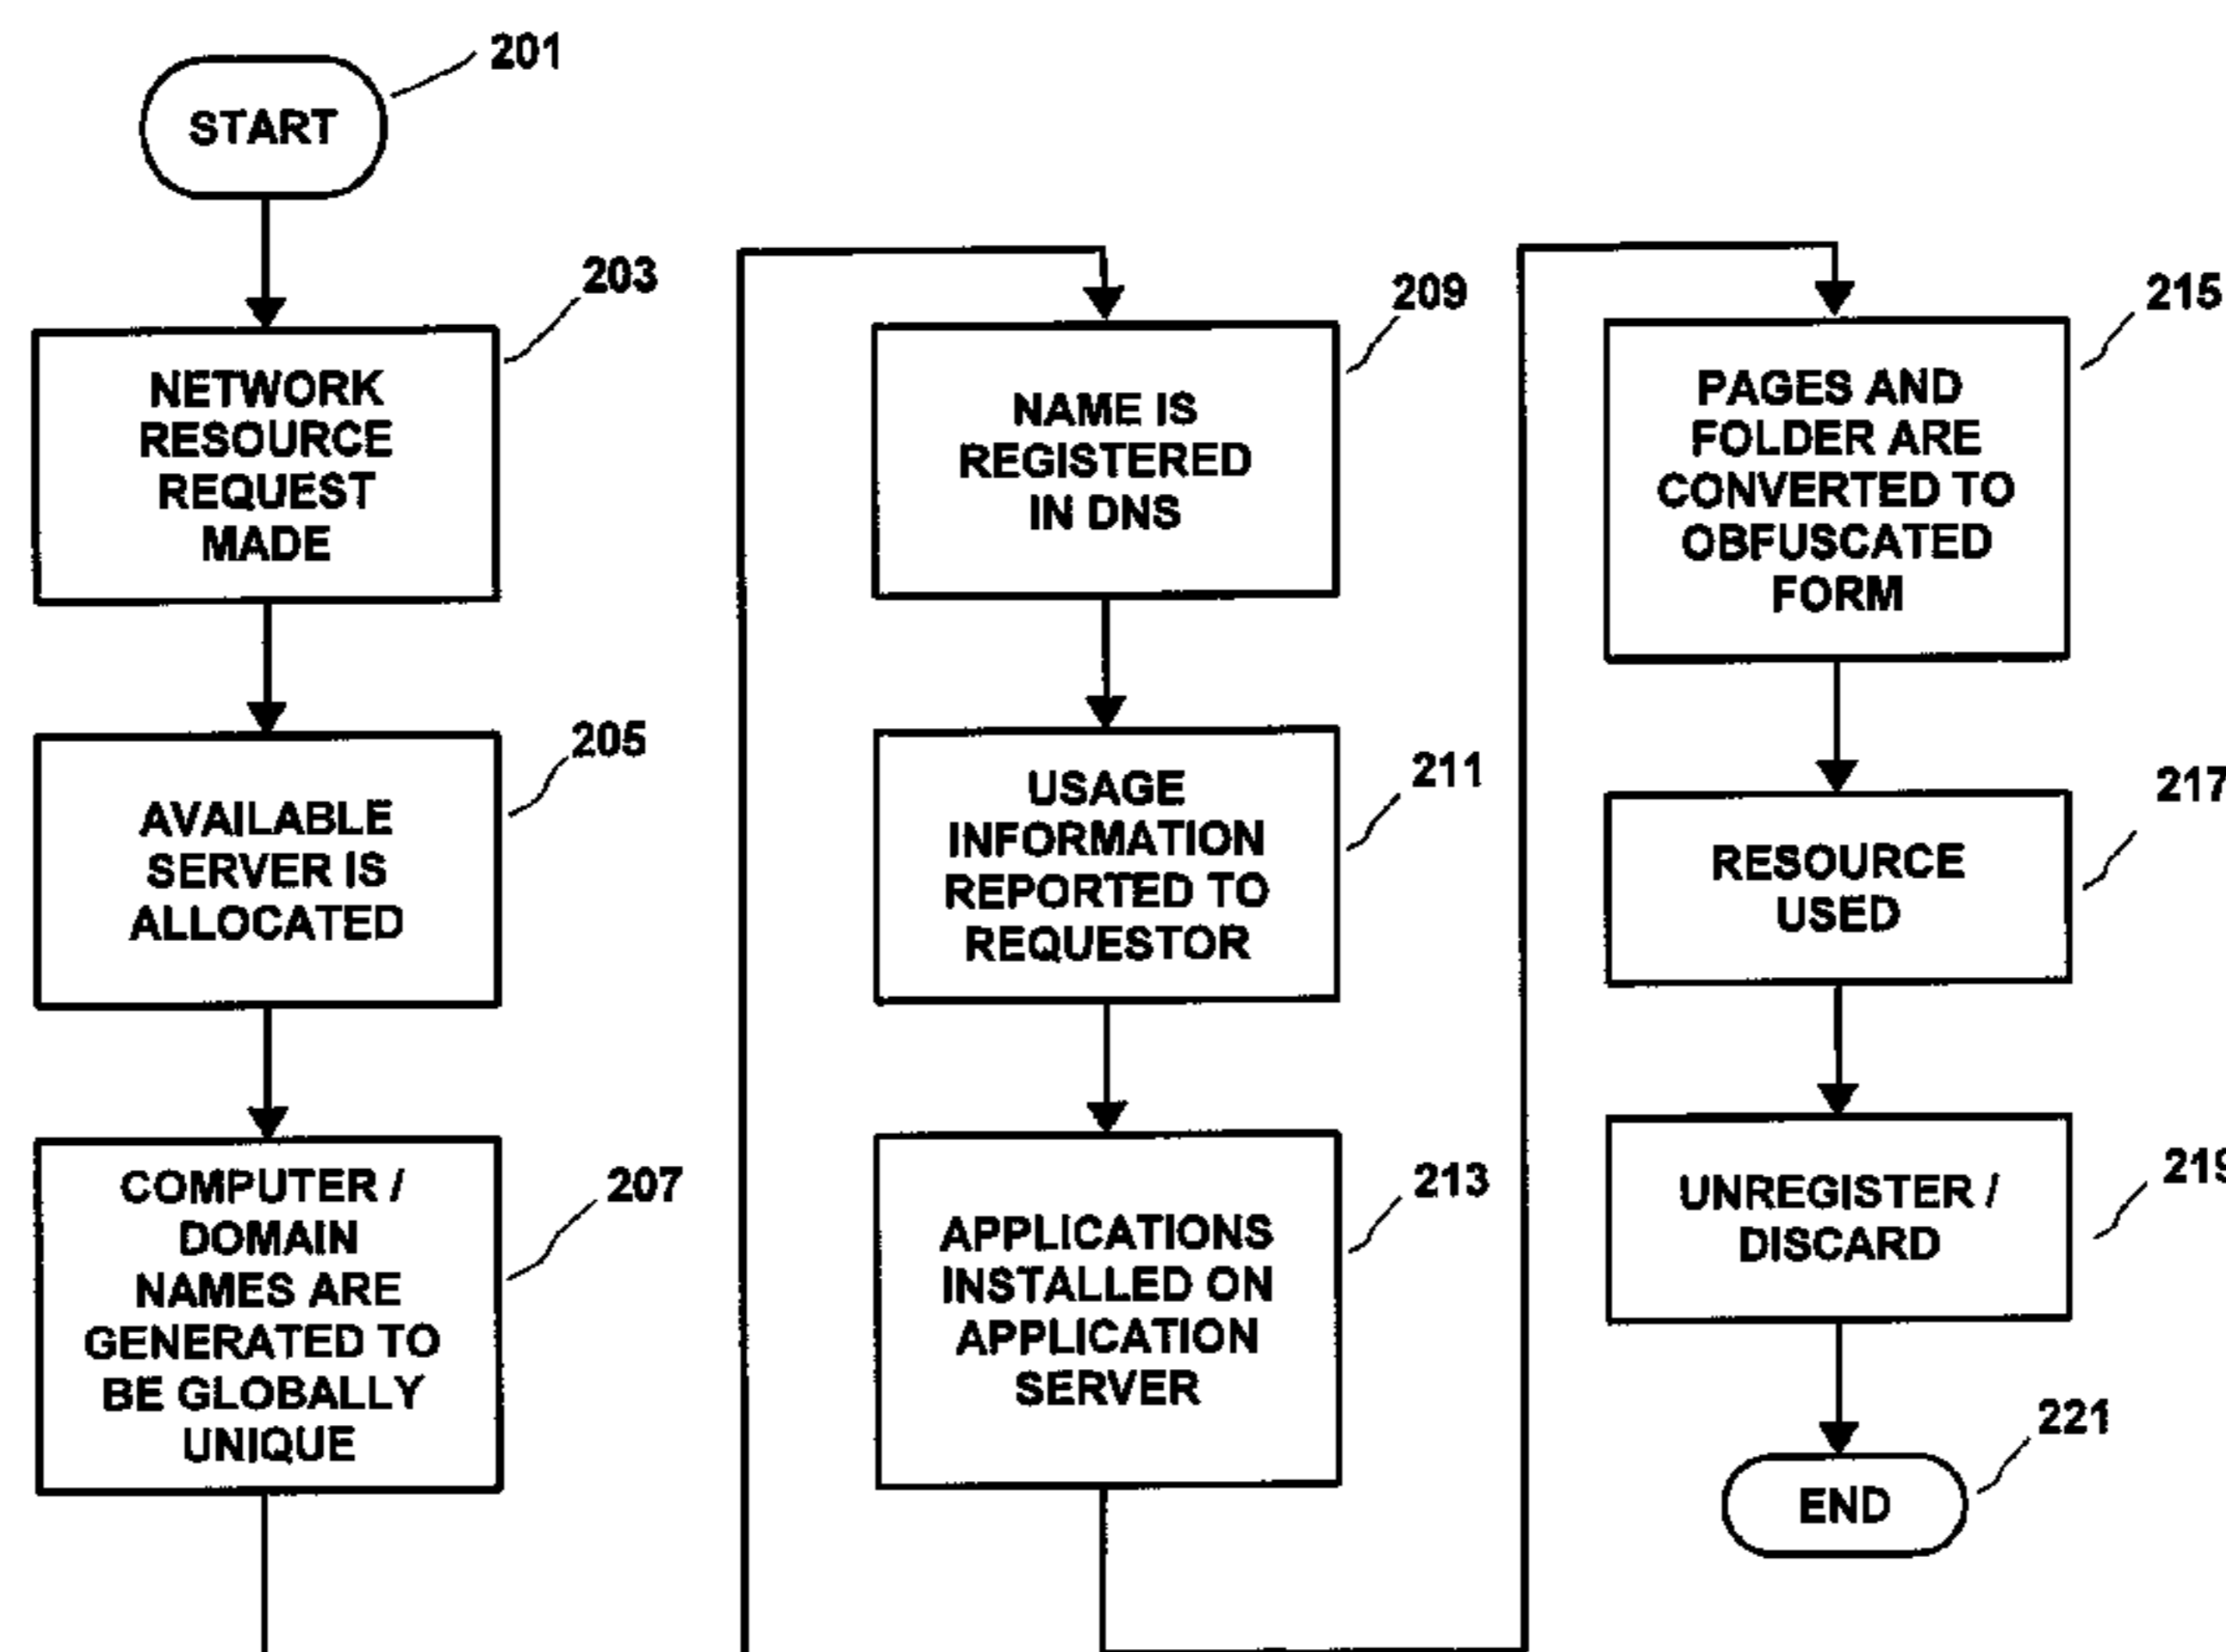 START
201
NETWORK
RESOURCE
REQUEST
MADE
203
AVAILABLE
SERVER IS
ALLOCATED
205
COMPUTER /
DOMAIN
NAMES ARE
GENERATED TO
BE GLOBALLY
UNIQUE
207
NAME IS
REGISTERED
IN DNS
209
USAGE
INFORMATION
REPORTED TO
REQUESTOR
211
APPLICATIONS
INSTALLED ON
APPLICATION
SERVER
213
PAGES AND
FOLDER ARE
CONVERTED TO
OBFUSCATED
FORM
215
RESOURCE
USED
217
UNREGISTER /
DISCARD
219
END
221